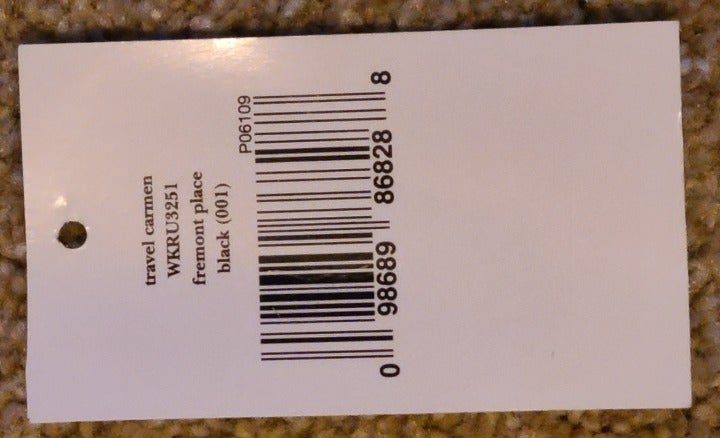 travel carmen
WKRU3251
fremont place
black (001)
P06109
0 98689 86828 8